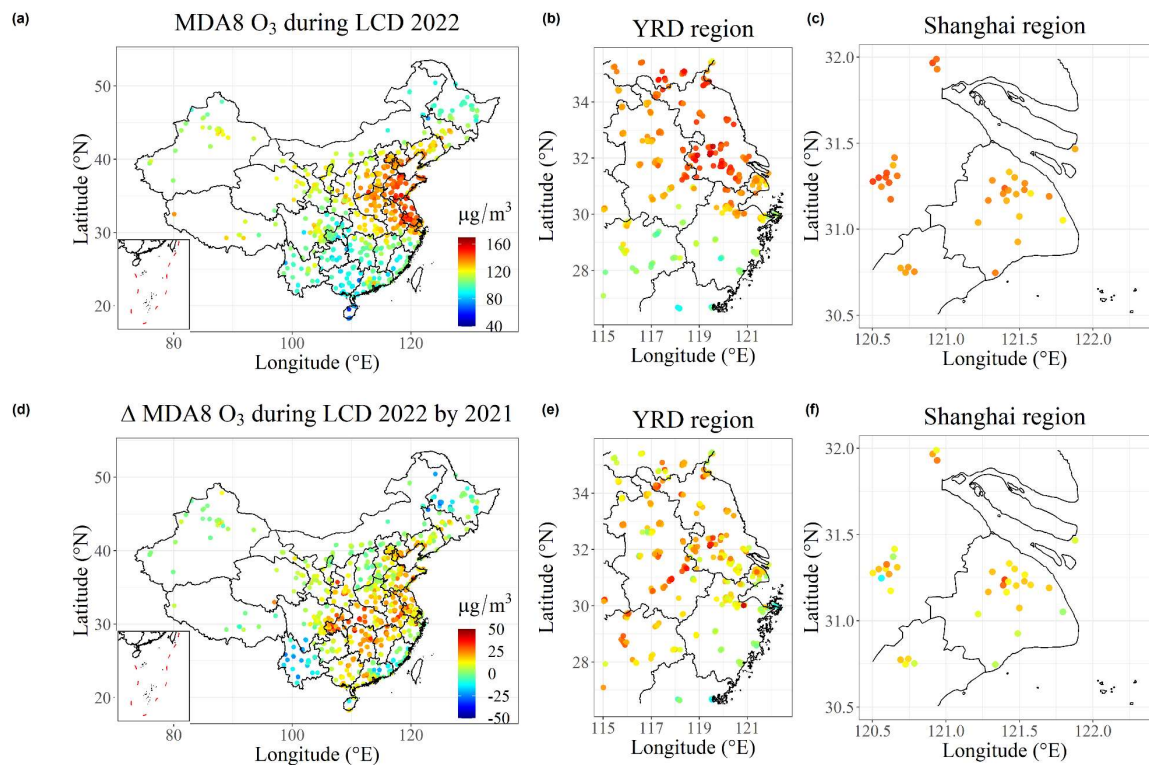 (a)
MDA8 O₃ during LCD 2022
(b)
YRD region
(c)
Shanghai region
Latitude (°N)
50
40
30
20
80
100
120
Longitude (°E)
μg/m³
160
120
80
40
Latitude (°N)
34
32
30
28
115
117
119
121
Longitude (°E)
Latitude (°N)
32.0
31.5
31.0
30.5
120.5
121.0
121.5
122.0
Longitude (°E)
(d)
Δ MDA8 O₃ during LCD 2022 by 2021
(e)
YRD region
(f)
Shanghai region
Latitude (°N)
50
40
30
20
80
100
120
Longitude (°E)
μg/m³
50
25
0
-25
-50
Latitude (°N)
34
32
30
28
115
117
119
121
Longitude (°E)
Latitude (°N)
32.0
31.5
31.0
30.5
120.5
121.0
121.5
122.0
Longitude (°E)